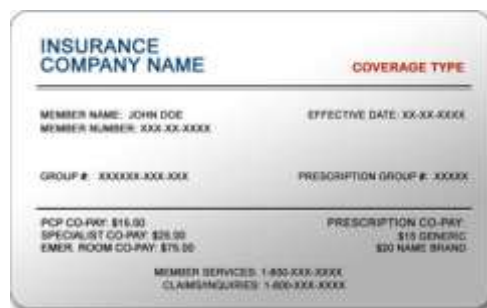 INSURANCE
COMPANY NAME
COVERAGE TYPE
MEMBER NAME: JOHN DOE
MEMBER NUMBER: XXX-XX-XXXX
EFFECTIVE DATE: XX-XX-XXXX
GROUP #: XXXXXX-XXX-XXX
PRESCRIPTION GROUP #: XXXXX
PCP CO-PAY: $15.00
SPECIALIST CO-PAY: $25.00
EMER. ROOM CO-PAY: $75.00
PRESCRIPTION CO-PAY:
$15 GENERIC
$20 NAME BRAND
MEMBER SERVICES: 1-800-XXX-XXXX
CLAIMS/INQUIRIES: 1-800-XXX-XXXX